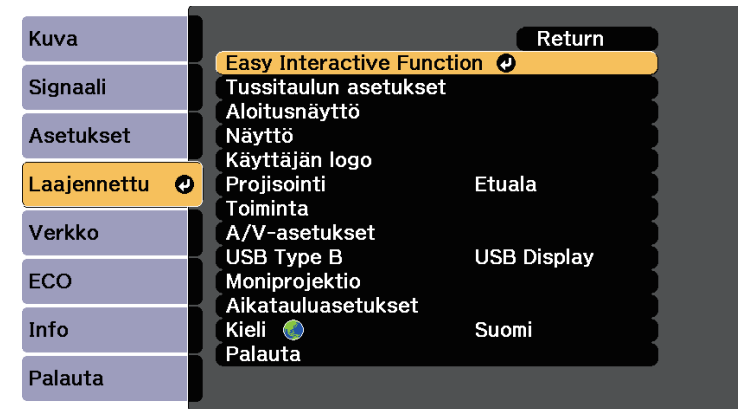 Kuva
Signaali
Asetukset
Laajennettu
Verkko
ECO
Info
Palauta
Return
Easy Interactive Function
Tussitaulun asetukset
Aloitusnäyttö
Näyttö
Käyttäjän logo
Projisointi Etuala
Toiminta
A/V-asetukset
USB Type B USB Display
Moniprojektio
Aikatauluasetukset
Kieli Suomi
Palauta